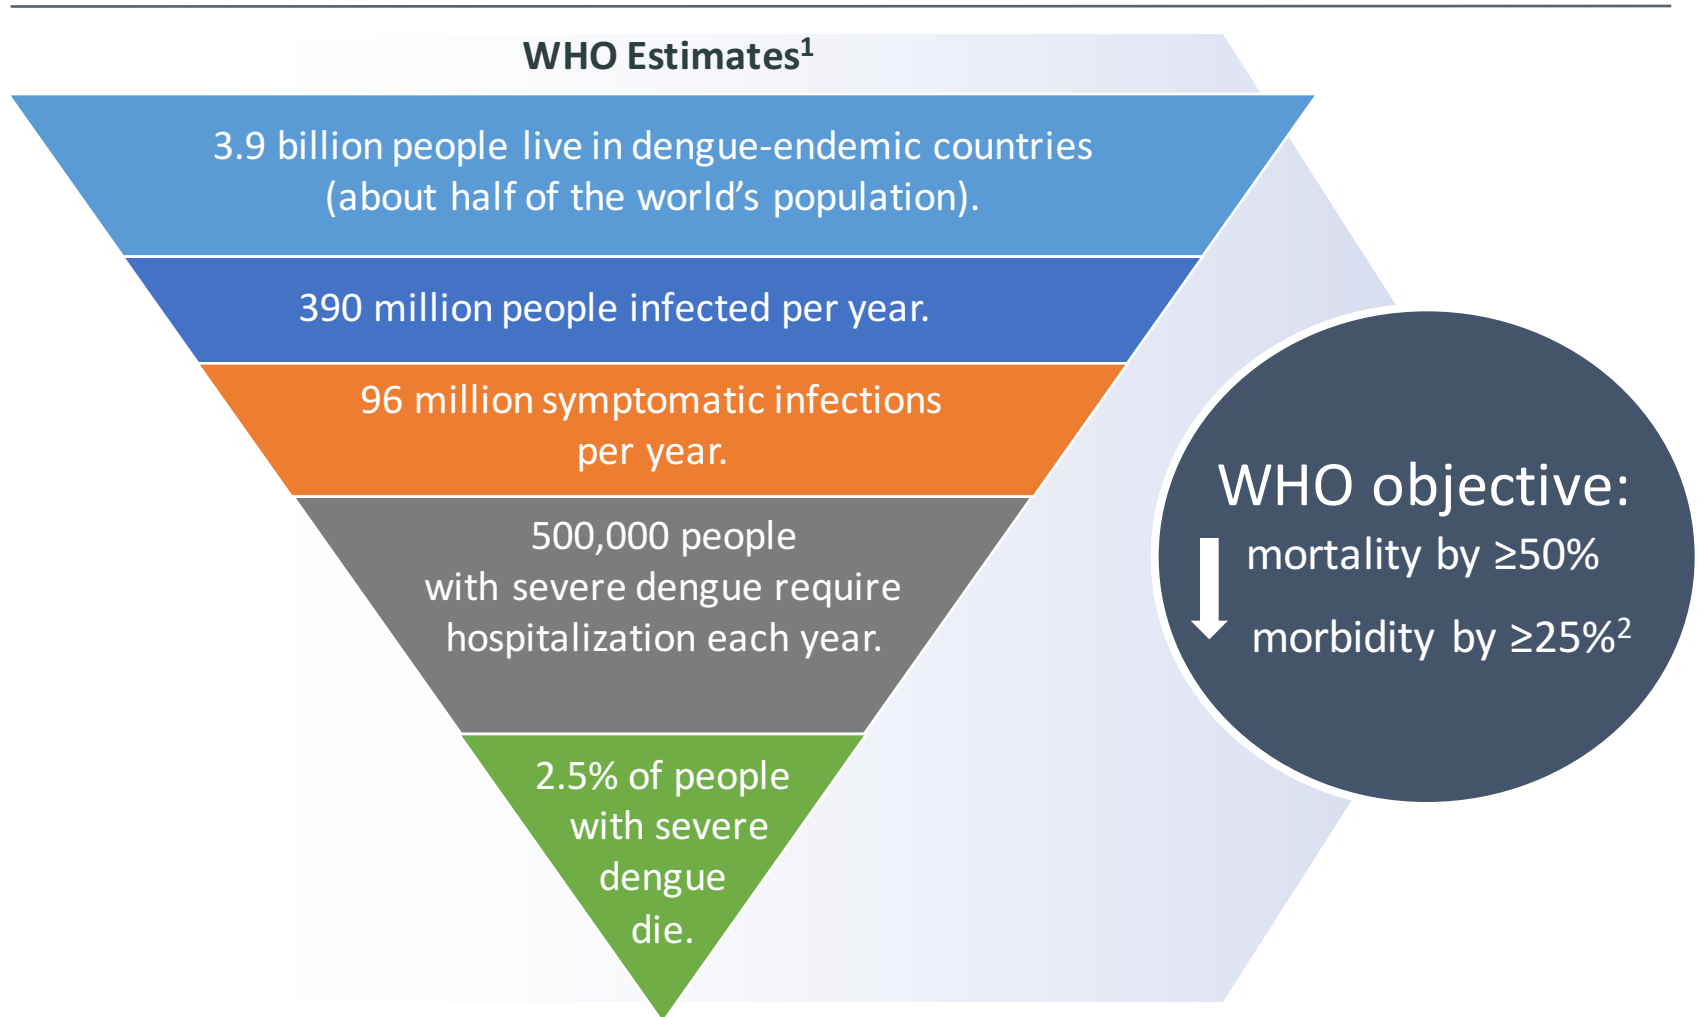 WHO Estimates¹
3.9 billion people live in dengue-endemic countries
(about half of the world's population).
390 million people infected per year.
96 million symptomatic infections
per year.
500,000 people
with severe dengue require
hospitalization each year.
2.5% of people
with severe
dengue
die.
WHO objective:
mortality by ≥50%
morbidity by ≥25%²